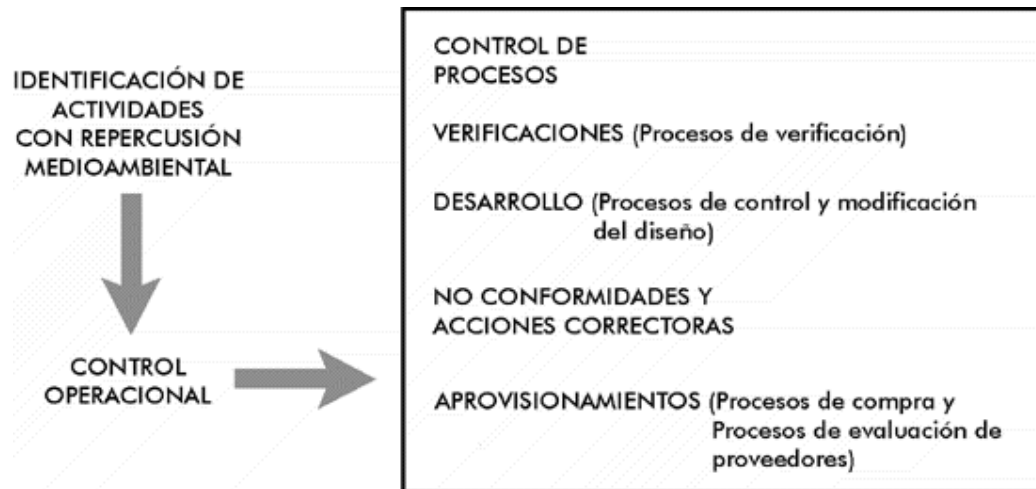 IDENTIFICACIÓN DE
ACTIVIDADES
CON REPERCUSIÓN
MEDIOAMBIENTAL
CONTROL
OPERACIONAL
CONTROL DE
PROCESOS
VERIFICACIONES (Procesos de verificación)
DESARROLLO (Procesos de control y modificación
del diseño)
NO CONFORMIDADES Y
ACCIONES CORRECTORAS
APROVISIONAMIENTOS (Procesos de compra y
Procesos de evaluación de
proveedores)